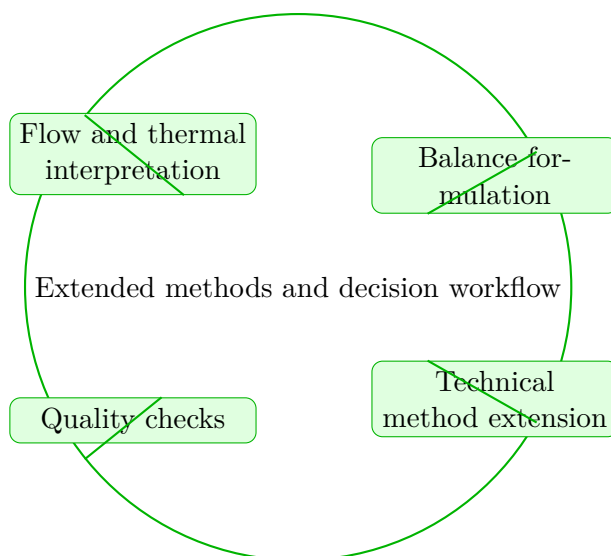 Flow and thermal
interpretation
Balance for-
mulation
Extended methods and decision workflow
Quality checks
Technical
method extension